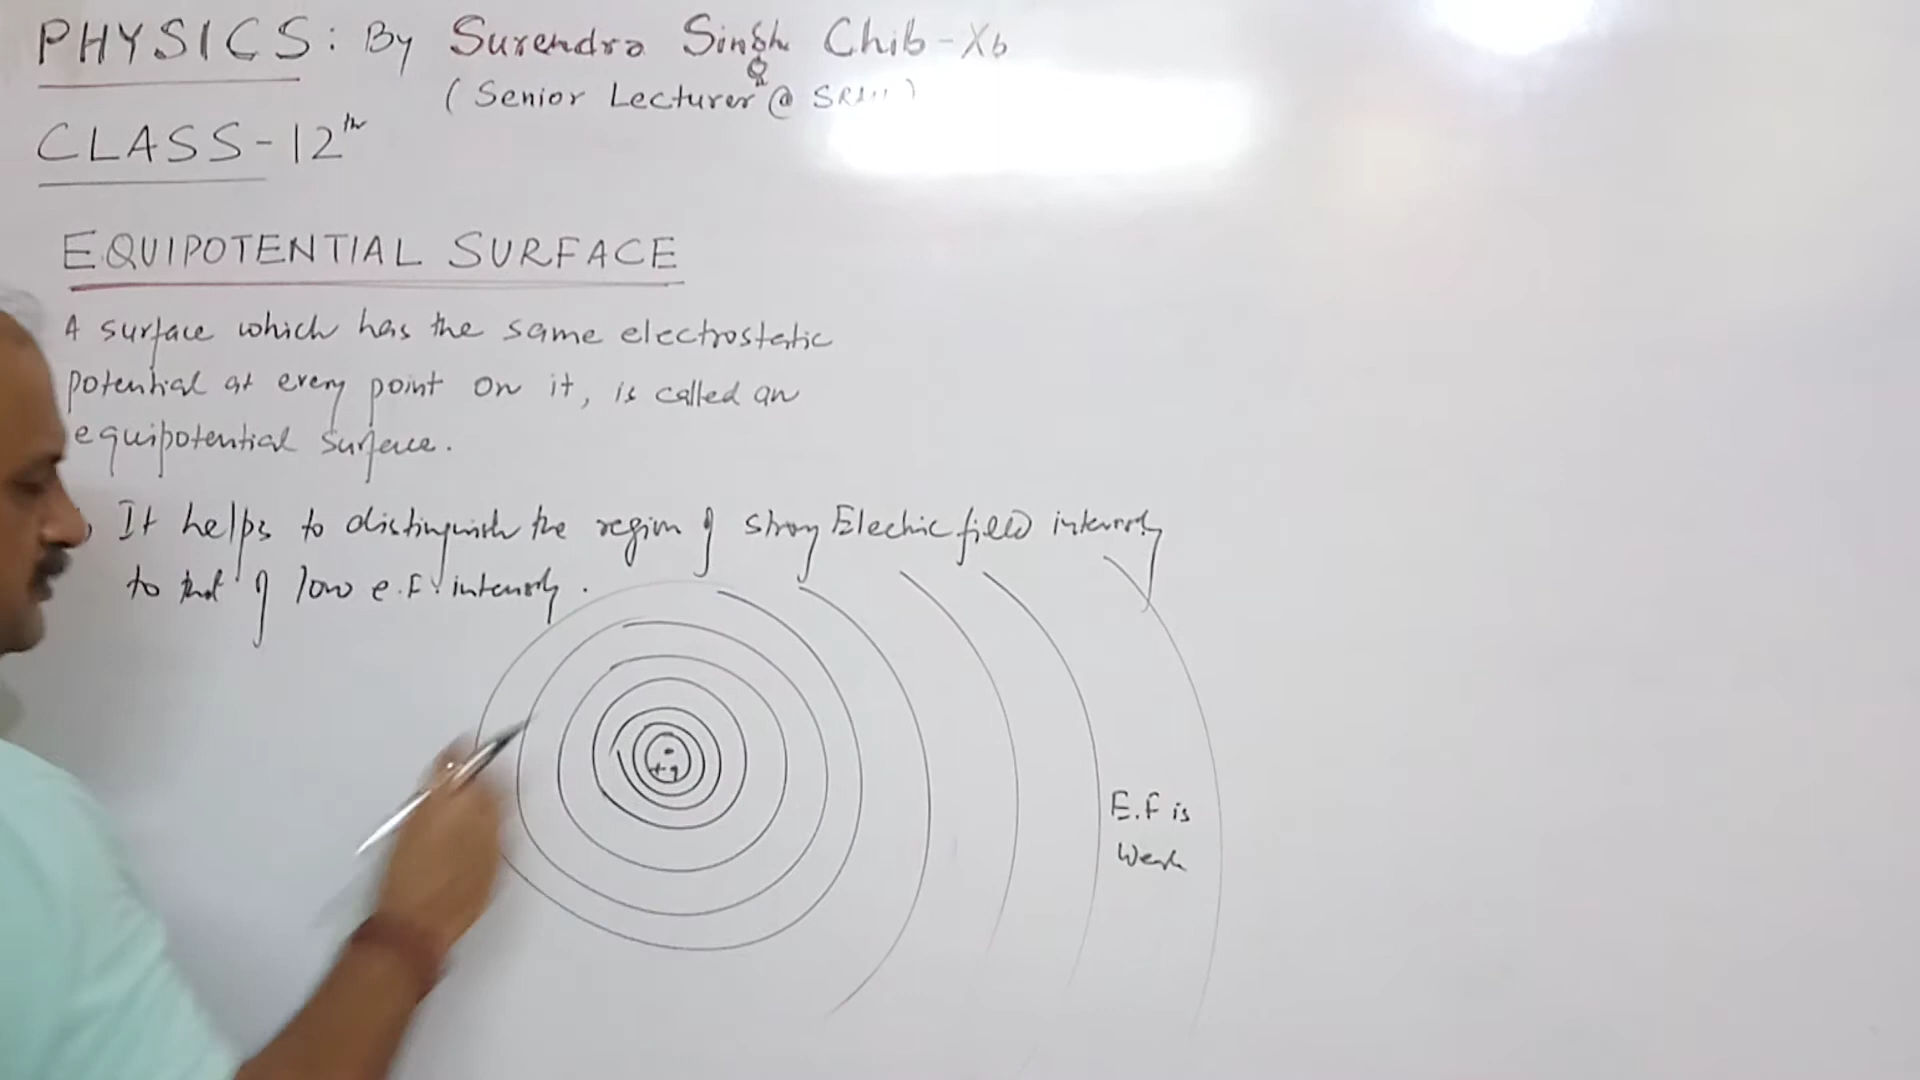 PHYSICS: By Surendra Singh Chib - Xb
(Senior Lecturer @
CLASS-12th
EQUIPOTENTIAL SURFACE
A surface which has the same electrostatic
potential at every point on it, is called an
equipotential surface.
It helps to distinguish the region of strong Electric field intensity
to that of low e.F. intensity.
+q
E.F is
Weak